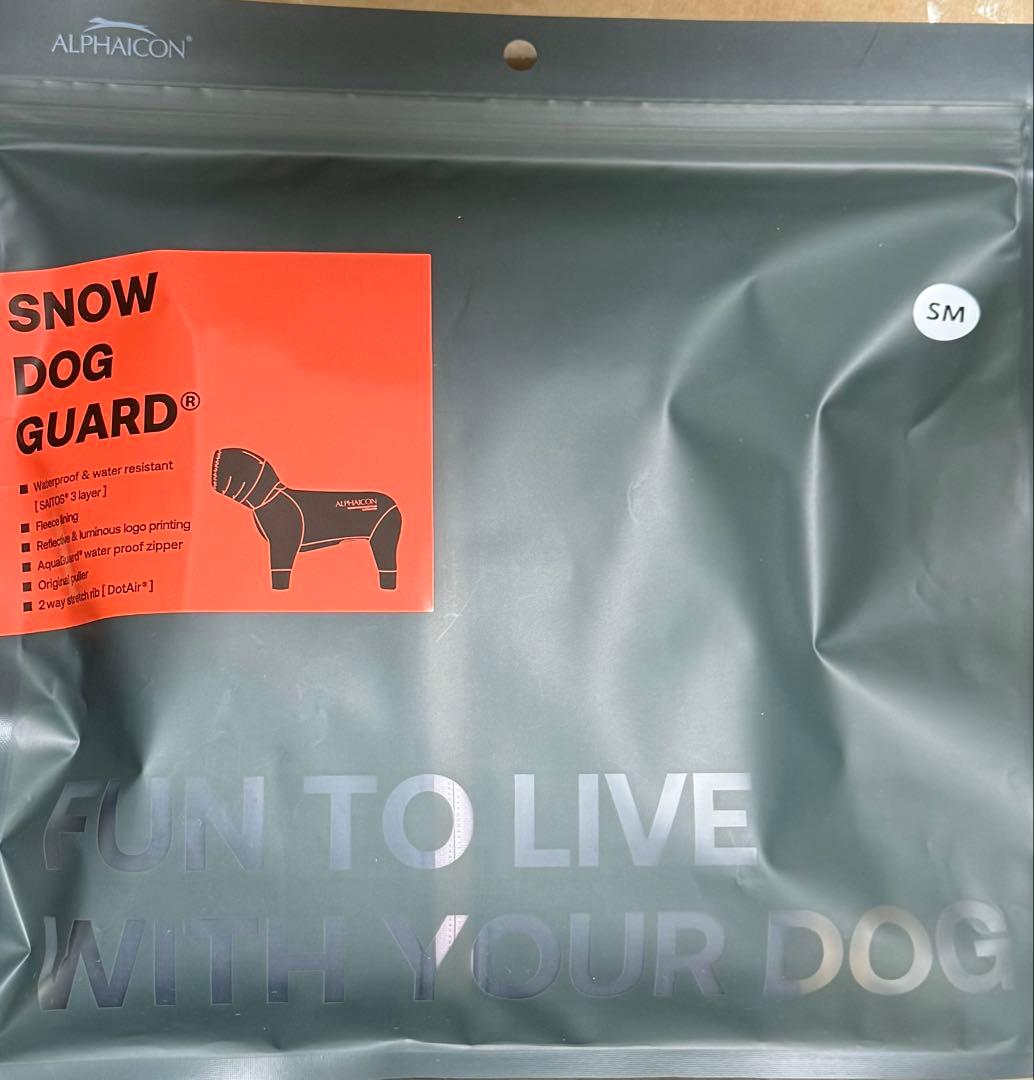 ALPHAICON®
SM
SNOW
DOG
GUARD®
■ Waterproof & water resistant
[ SAITOS® 3 layer ]
■ Fleece lining
■ Reflective & luminous logo printing
■ AquaGuard® water proof zipper
■ Original puller
■ 2 way stretch rib [ DotAir® ]
ALPHAICON
FUN TO LIVE
WITH YOUR DOG